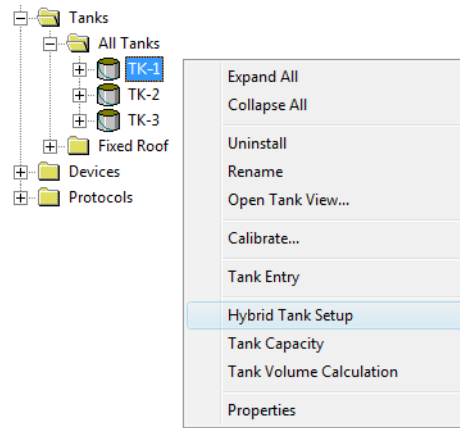 Tanks
All Tanks
TK-1
TK-2
TK-3
Fixed Roof
Devices
Protocols
Expand All
Collapse All
Uninstall
Rename
Open Tank View...
Calibrate...
Tank Entry
Hybrid Tank Setup
Tank Capacity
Tank Volume Calculation
Properties